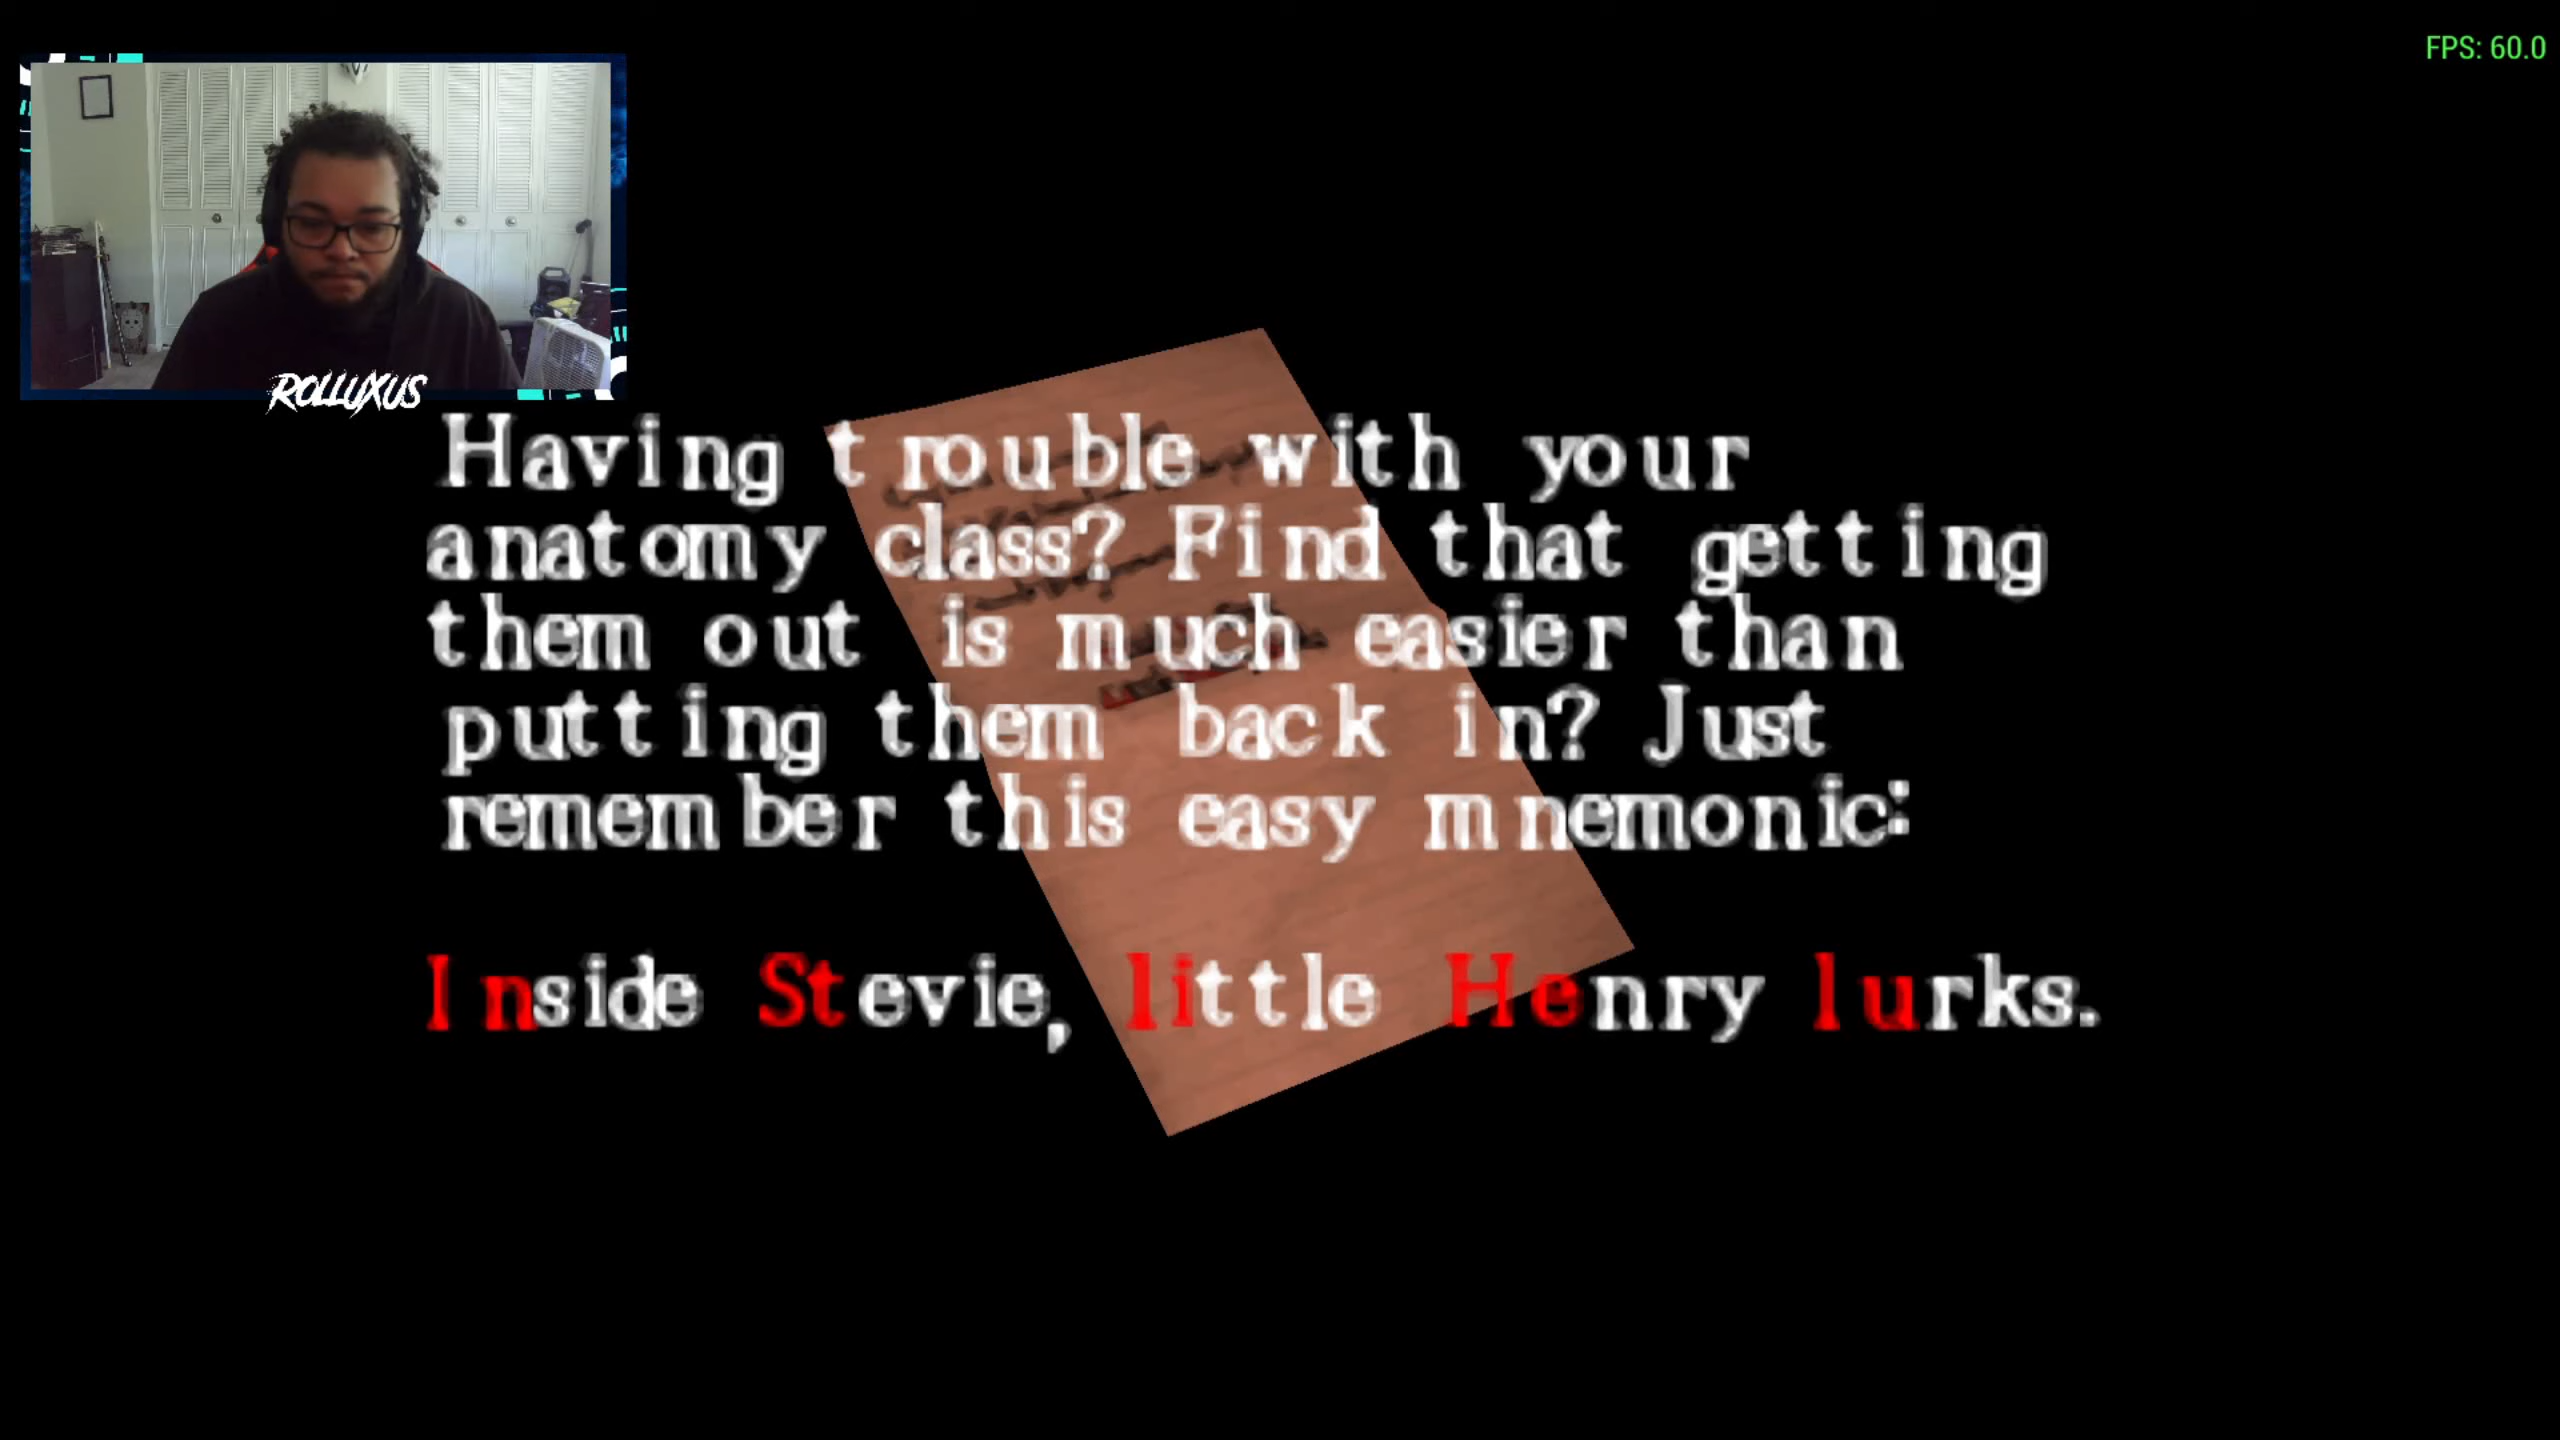 FPS: 60.0
ROLLUXUS
Having trouble with your
anatomy class? Find that getting
them out is much easier than
putting them back in? Just
remember this easy mnemonic:
Inside Stevie, little Henry lurks.